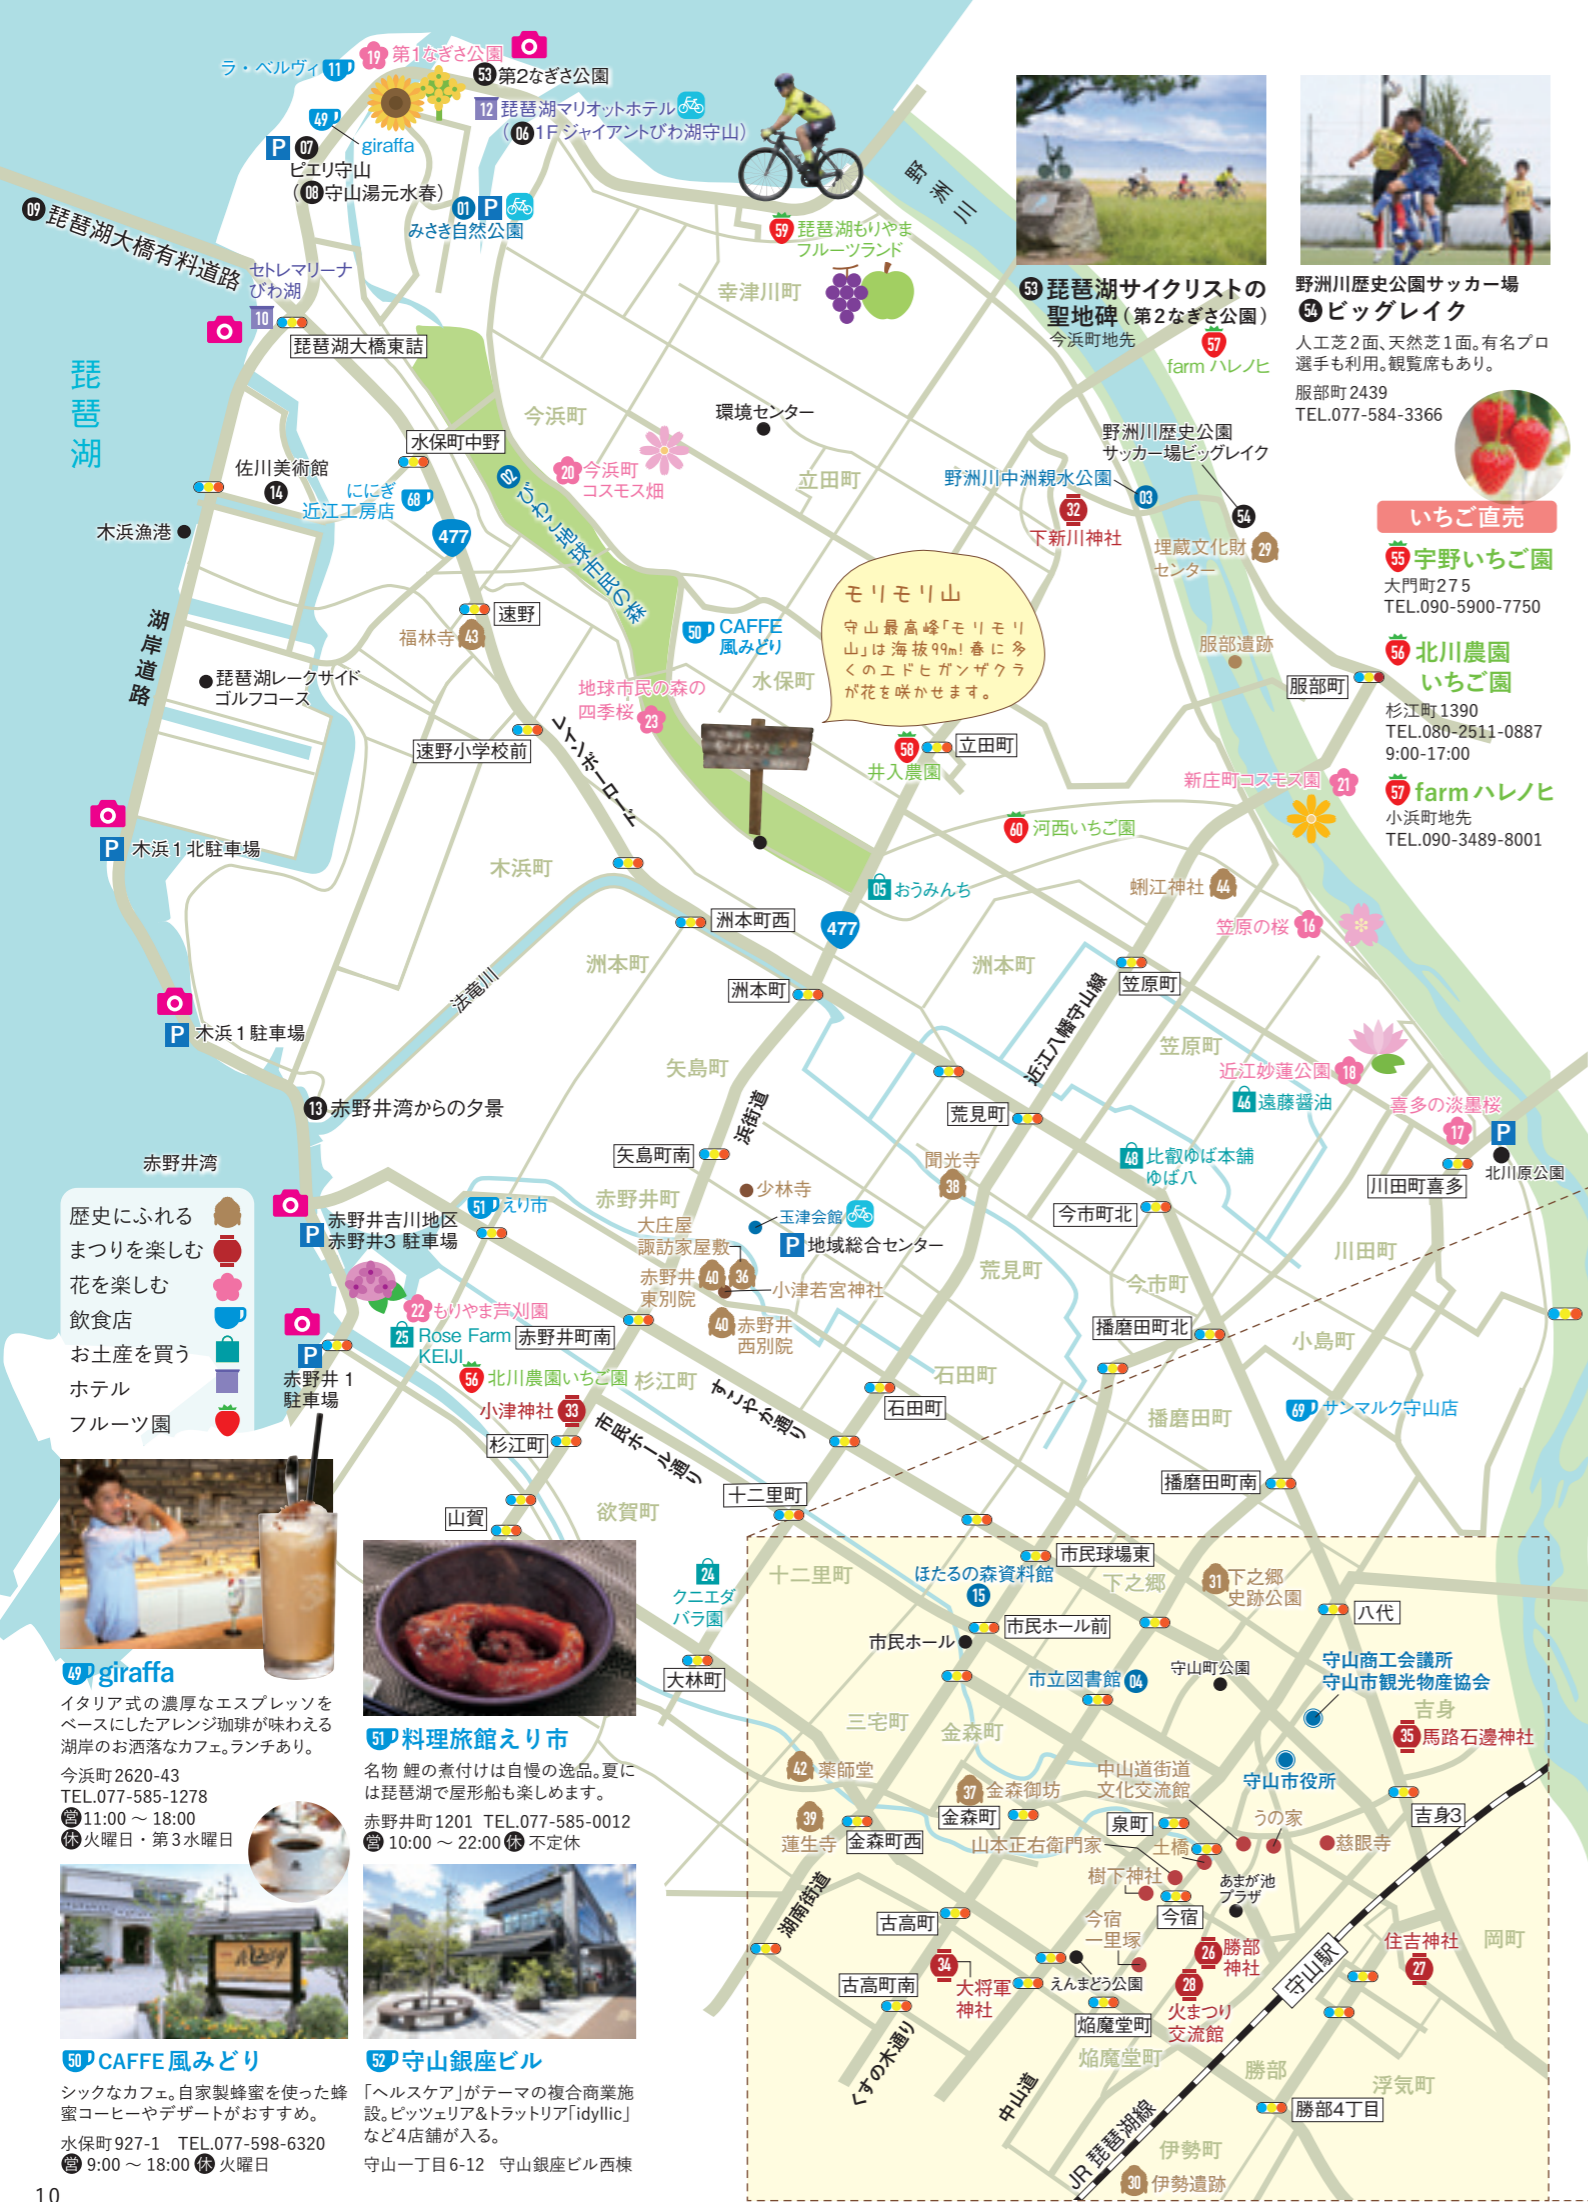 ラ・ベルヴィ 11
19 第1なぎさ公園
53 第2なぎさ公園
12 琵琶湖マリオットホテル
（06 1F ジャイアントびわ湖守山）
49
giraffa
P 07
ピエリ守山
（08 守山湯元水春）
01 P
みさき自然公園
09 琵琶湖大橋有料道路
セトレマリーナ
びわ湖
10
琵琶湖大橋東詰
琵琶湖
野洲川
59 琵琶湖もりやま
フルーツランド
幸津川町
53 琵琶湖サイクリストの
聖地碑（第2なぎさ公園）
今浜町地先
57
farm ハレノヒ
野洲川歴史公園サッカー場
54 ビッグレイク
人工芝2面、天然芝1面。有名プロ
選手も利用。観覧席もあり。
服部町2439
TEL.077-584-3366
いちご直売
55 宇野いちご園
大門町275
TEL.090-5900-7750
56 北川農園
いちご園
杉江町1390
TEL.080-2511-0887
9:00-17:00
57 farm ハレノヒ
小浜町地先
TEL.090-3489-8001
今浜町
環境センター
水保町中野
佐川美術館
14
ににぎ
近江工房店
68
02 びわこ地球市民の森
20 今浜町
コスモス畑
立田町
野洲川歴史公園
サッカー場ビッグレイク
54
野洲川中洲親水公園
03
32
下新川神社
埋蔵文化財
センター
29
木浜漁港
477
湖岸道路
速野
福林寺 43
50 CAFFE
風みどり
モリモリ山
守山最高峰「モリモリ
山」は海抜99m!春に多
くのエドヒガンザクラ
が花を咲かせます。
服部遺跡
服部町
琵琶湖レークサイド
ゴルフコース
地球市民の森の
四季桜 23
水保町
速野小学校前
レインボーロード
58
井入農園
立田町
新庄町コスモス園 21
60 河西いちご園
P 木浜1北駐車場
木浜町
05 おうみんち
蜊江神社 44
洲本町西
477
笠原の桜 16
法竜川
洲本町
洲本町
洲本町
笠原町
近江八幡守山線
P 木浜1駐車場
矢島町
笠原町
近江妙蓮公園 18
46 遠藤醤油
喜多の淡墨桜
17
P
北川原公園
13 赤野井湾からの夕景
浜街道
荒見町
矢島町南
聞光寺
38
48 比叡ゆば本舗
ゆば八
川田町喜多
赤野井湾
歴史にふれる
まつりを楽しむ
花を楽しむ
飲食店
お土産を買う
ホテル
フルーツ園
P 赤野井吉川地区
赤野井3 駐車場
51 えり市
赤野井町
少林寺
玉津会館
P 地域総合センター
大庄屋
諏訪家屋敷
赤野井
東別院
40
36
小津若宮神社
40 赤野井
西別院
今市町北
荒見町
今市町
川田町
22 もりやま芦刈園
25 Rose Farm
KEIJI
赤野井町南
56 北川農園いちご園
杉江町
P
赤野井1
駐車場
小津神社 33
杉江町
市民ホール通り
すこやか通り
石田町
石田町
播磨田町北
小島町
播磨田町
69 サンマルク守山店
播磨田町南
山賀
欲賀町
十二里町
49 giraffa
イタリア式の濃厚なエスプレッソを
ベースにしたアレンジ珈琲が味わえる
湖岸のお洒落なカフェ。ランチあり。
今浜町2620-43
TEL.077-585-1278
営 11:00 ～ 18:00
休 火曜日・第3水曜日
51 料理旅館えり市
名物 鯉の煮付けは自慢の逸品。夏に
は琵琶湖で屋形船も楽しめます。
赤野井町1201 TEL.077-585-0012
営 10:00 ～ 22:00 休 不定休
50 CAFFE 風みどり
シックなカフェ。自家製蜂蜜を使った蜂
蜜コーヒーやデザートがおすすめ。
水保町927-1 TEL.077-598-6320
営 9:00 ～ 18:00 休 火曜日
52 守山銀座ビル
「ヘルスケア」がテーマの複合商業施
設。ピッツェリア&トラットリア「idyllic」
など4店舗が入る。
守山一丁目6-12 守山銀座ビル西棟
24
クニエダ
バラ園
大林町
十二里町
市民球場東
ほたるの森資料館
15
下之郷
31 下之郷
史跡公園
八代
市民ホール
市民ホール前
市立図書館 04
守山町公園
守山商工会議所
守山市観光物産協会
吉身
三宅町
金森町
35 馬路石邊神社
守山市役所
42 薬師堂
37 金森御坊
中山道街道
文化交流館
39
蓮生寺
金森町
金森町西
泉町
うの家
吉身3
山本正右衛門家
土橋
慈眼寺
樹下神社
あまが池
プラザ
湖南街道
古高町
今宿
今宿
一里塚
26 勝部
神社
住吉神社
27
岡町
守山駅
34
大将軍
神社
えんまどう公園
28
火まつり
交流館
古高町南
焔魔堂町
焔魔堂町
くすの木通り
中山道
勝部
浮気町
勝部4丁目
JR 琵琶湖線
伊勢町
30 伊勢遺跡
10